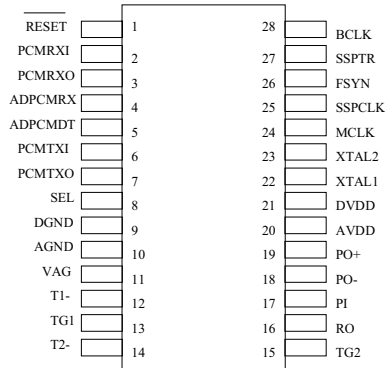 RESET 1 28 BCLK
PCMRXI 2 27 SSPTR
PCMRXO 3 26 FSYN
ADPCMRX 4 25 SSPCLK
ADPCMDT 5 24 MCLK
PCMTXI 6 23 XTAL2
PCMTXO 7 22 XTAL1
SEL 8 21 DVDD
DGND 9 20 AVDD
AGND 10 19 PO+
VAG 11 18 PO-
T1- 12 17 PI
TG1 13 16 RO
T2- 14 15 TG2